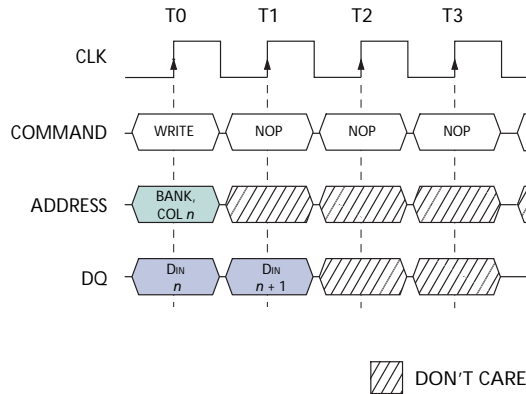 T0 T1 T2 T3
CLK
COMMAND WRITE NOP NOP NOP
ADDRESS BANK,
COL n
DQ DIN DIN
n n + 1
DON'T CARE